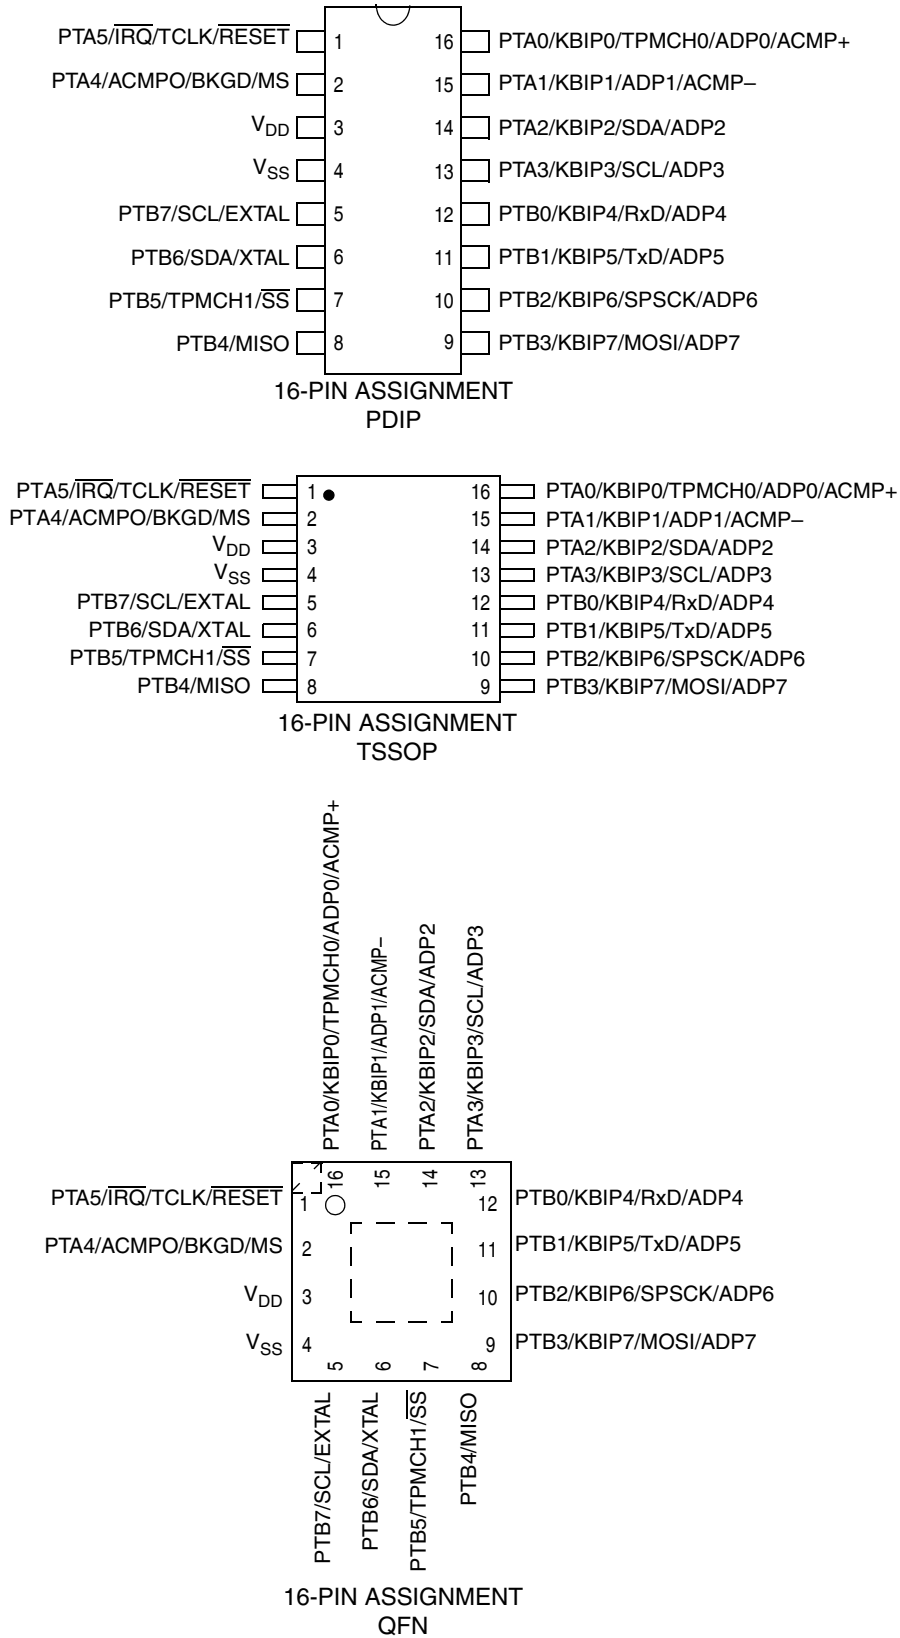 PTA5/IRQ/TCLK/RESET 1 16 PTA0/KBIP0/TPMCH0/ADP0/ACMP+
PTA4/ACMPO/BKGD/MS 2 15 PTA1/KBIP1/ADP1/ACMP–
VDD 3 14 PTA2/KBIP2/SDA/ADP2
VSS 4 13 PTA3/KBIP3/SCL/ADP3
PTB7/SCL/EXTAL 5 12 PTB0/KBIP4/RxD/ADP4
PTB6/SDA/XTAL 6 11 PTB1/KBIP5/TxD/ADP5
PTB5/TPMCH1/SS 7 10 PTB2/KBIP6/SPSCK/ADP6
PTB4/MISO 8 9 PTB3/KBIP7/MOSI/ADP7
16-PIN ASSIGNMENT
PDIP
PTA5/IRQ/TCLK/RESET 1 16 PTA0/KBIP0/TPMCH0/ADP0/ACMP+
PTA4/ACMPO/BKGD/MS 2 15 PTA1/KBIP1/ADP1/ACMP–
VDD 3 14 PTA2/KBIP2/SDA/ADP2
VSS 4 13 PTA3/KBIP3/SCL/ADP3
PTB7/SCL/EXTAL 5 12 PTB0/KBIP4/RxD/ADP4
PTB6/SDA/XTAL 6 11 PTB1/KBIP5/TxD/ADP5
PTB5/TPMCH1/SS 7 10 PTB2/KBIP6/SPSCK/ADP6
PTB4/MISO 8 9 PTB3/KBIP7/MOSI/ADP7
16-PIN ASSIGNMENT
TSSOP
PTA0/KBIP0/TPMCH0/ADP0/ACMP+
PTA1/KBIP1/ADP1/ACMP–
PTA2/KBIP2/SDA/ADP2
PTA3/KBIP3/SCL/ADP3
16 15 14 13
PTA5/IRQ/TCLK/RESET 1 12 PTB0/KBIP4/RxD/ADP4
PTA4/ACMPO/BKGD/MS 2 11 PTB1/KBIP5/TxD/ADP5
VDD 3 10 PTB2/KBIP6/SPSCK/ADP6
VSS 4 9 PTB3/KBIP7/MOSI/ADP7
5 6 7 8
PTB7/SCL/EXTAL
PTB6/SDA/XTAL
PTB5/TPMCH1/SS
PTB4/MISO
16-PIN ASSIGNMENT
QFN